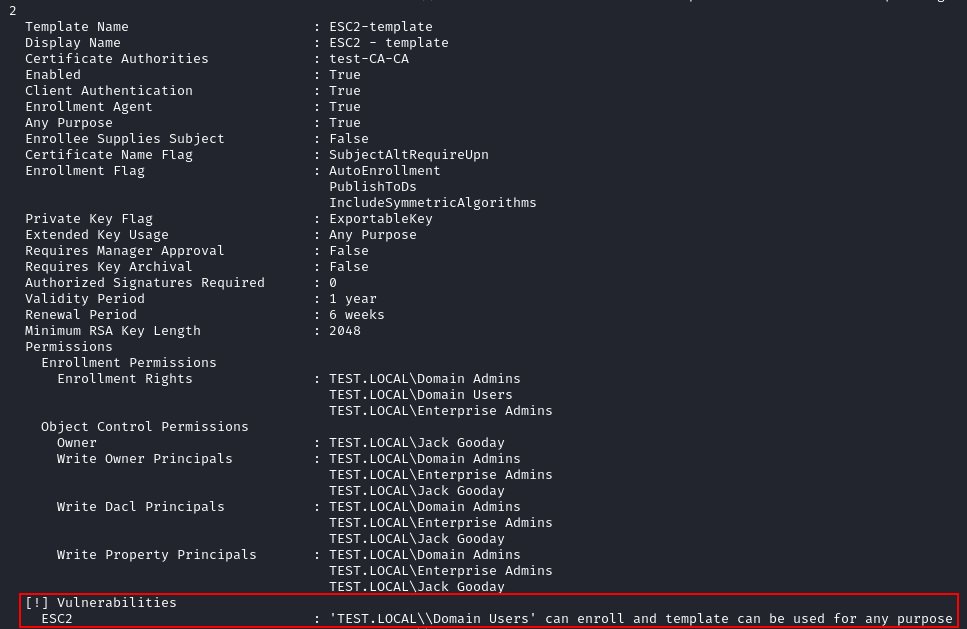 2
Template Name : ESC2-template
Display Name : ESC2 - template
Certificate Authorities : test-CA-CA
Enabled : True
Client Authentication : True
Enrollment Agent : True
Any Purpose : True
Enrollee Supplies Subject : False
Certificate Name Flag : SubjectAltRequireUpn
Enrollment Flag : AutoEnrollment
PublishToDs
IncludeSymmetricAlgorithms
Private Key Flag : ExportableKey
Extended Key Usage : Any Purpose
Requires Manager Approval : False
Requires Key Archival : False
Authorized Signatures Required : 0
Validity Period : 1 year
Renewal Period : 6 weeks
Minimum RSA Key Length : 2048
Permissions
Enrollment Permissions
Enrollment Rights : TEST.LOCAL\Domain Admins
TEST.LOCAL\Domain Users
TEST.LOCAL\Enterprise Admins
Object Control Permissions
Owner : TEST.LOCAL\Jack Gooday
Write Owner Principals : TEST.LOCAL\Domain Admins
TEST.LOCAL\Enterprise Admins
TEST.LOCAL\Jack Gooday
Write Dacl Principals : TEST.LOCAL\Domain Admins
TEST.LOCAL\Enterprise Admins
TEST.LOCAL\Jack Gooday
Write Property Principals : TEST.LOCAL\Domain Admins
TEST.LOCAL\Enterprise Admins
TEST.LOCAL\Jack Gooday
[!] Vulnerabilities
ESC2 : 'TEST.LOCAL\\Domain Users' can enroll and template can be used for any purpose